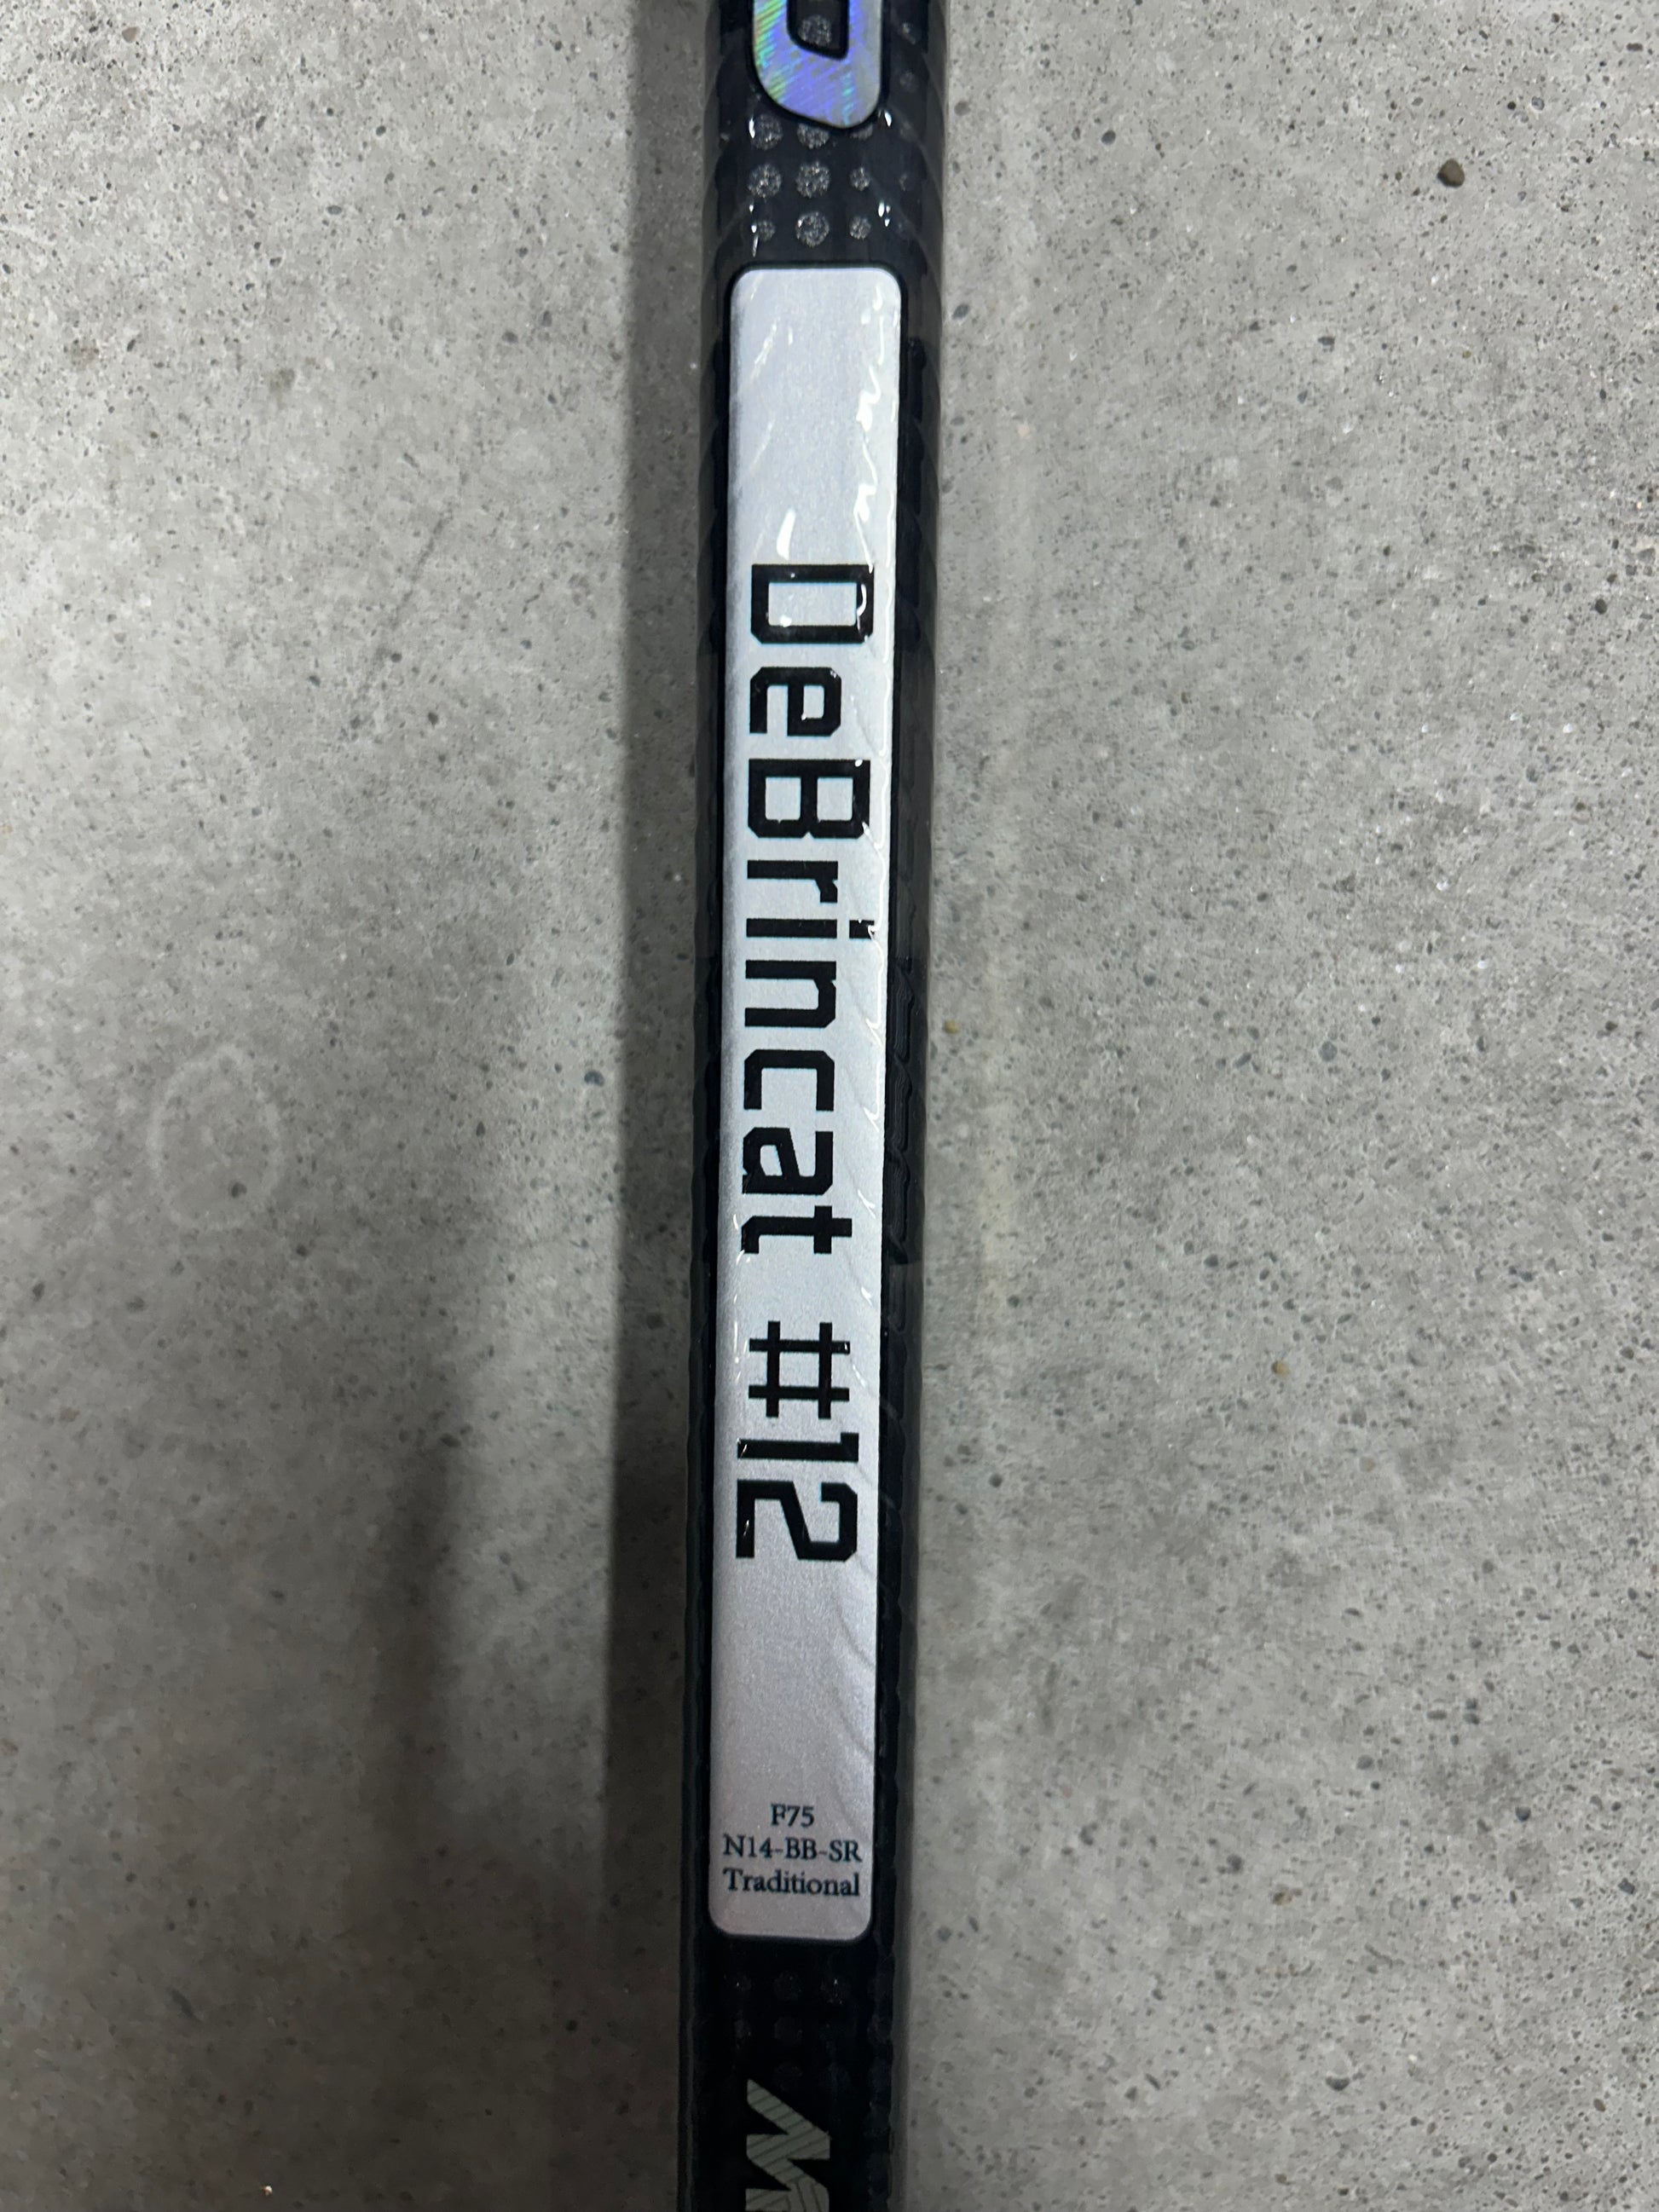 DeBrincat #12
F75
N14-BB-SR
Traditional